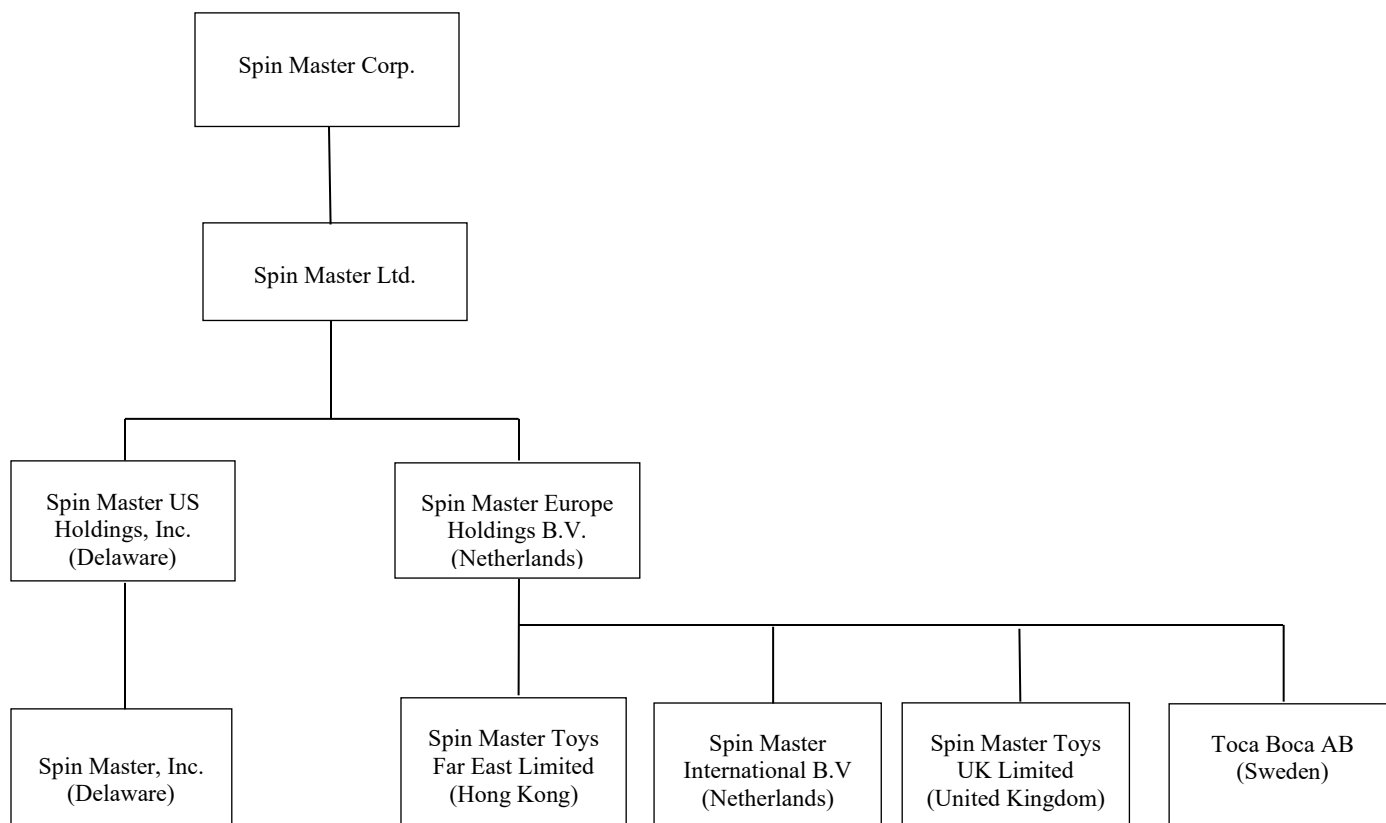 Spin Master Corp.
Spin Master Ltd.
Spin Master US
Holdings, Inc.
(Delaware)
Spin Master Europe
Holdings B.V.
(Netherlands)
Spin Master, Inc.
(Delaware)
Spin Master Toys
Far East Limited
(Hong Kong)
Spin Master
International B.V
(Netherlands)
Spin Master Toys
UK Limited
(United Kingdom)
Toca Boca AB
(Sweden)